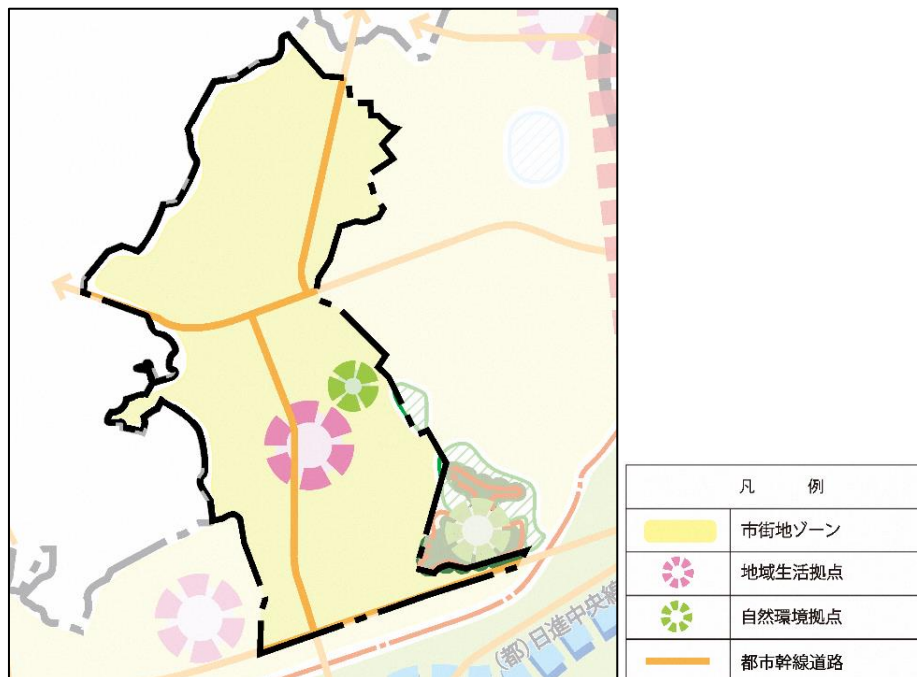 (都)日進中央線
凡 例
市街地ゾーン
地域生活拠点
自然環境拠点
都市幹線道路